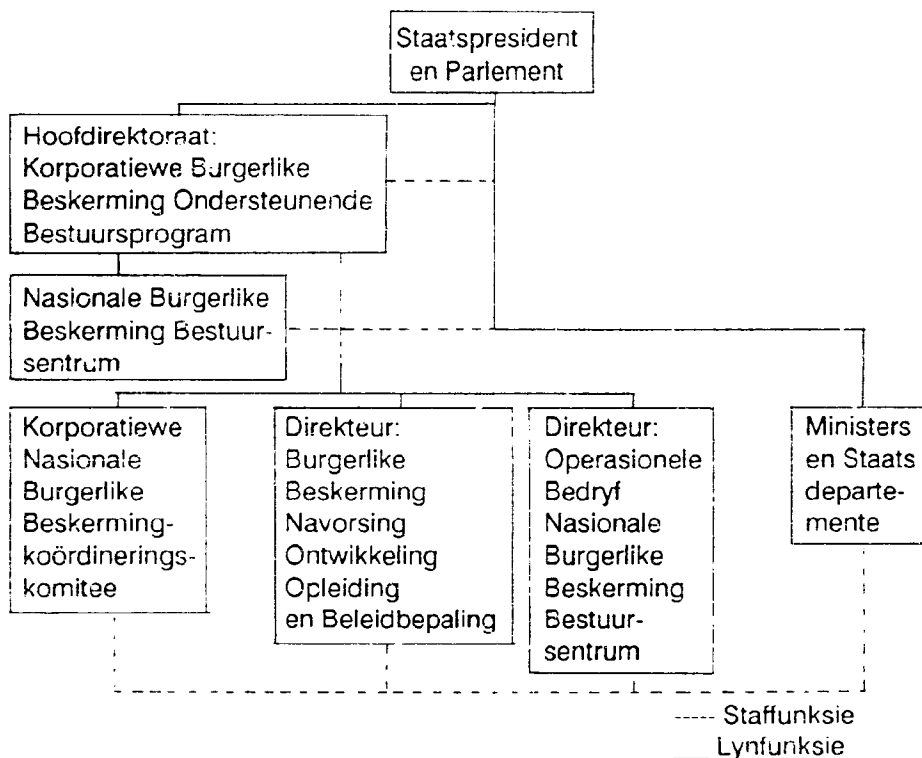 Staatspresident
en Parlement
Hoofdirektoraat:
Korporatiewe Burgerlike
Beskerming Ondersteunende
Bestuursprogram
Nasionale Burgerlike
Beskerming Bestuur-
sentrum
Korporatiewe
Nasionale
Burgerlike
Beskerming-
koördinerings-
komitee
Direkteur:
Burgerlike
Beskerming
Navorsing
Ontwikkeling
Opleiding
en Beleidbepaling
Direkteur:
Operasionele
Bedryf
Nasionale
Burgerlike
Beskerming
Bestuur-
sentrum
Ministers
en Staats
departe-
mente
----- Staffunksie
___ Lynfunksie